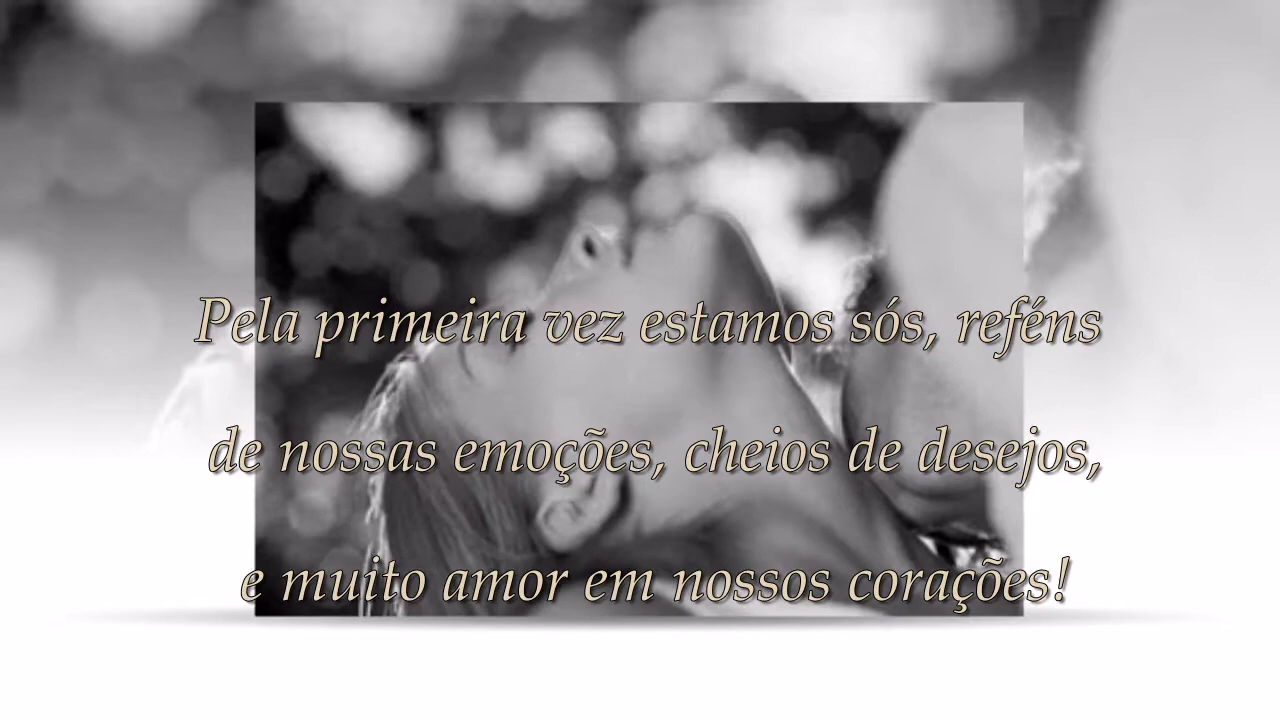 Pela primeira vez estamos sós, reféns
de nossas emoções, cheios de desejos,
e muito amor em nossos corações!